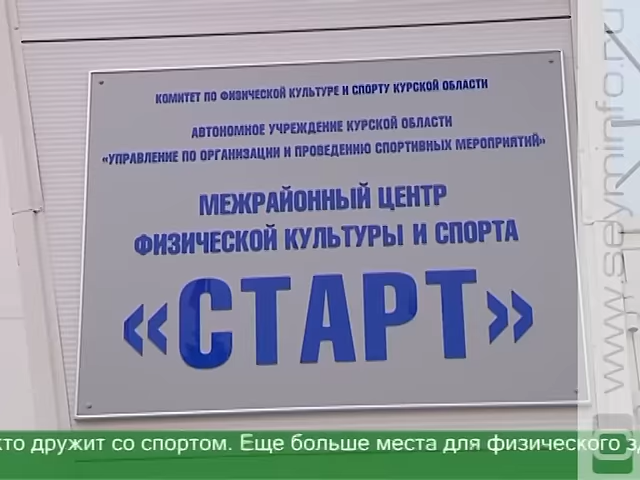 КОМИТЕТ ПО ФИЗИЧЕСКОЙ КУЛЬТУРЕ И СПОРТУ КУРСКОЙ ОБЛАСТИ
АВТОНОМНОЕ УЧРЕЖДЕНИЕ КУРСКОЙ ОБЛАСТИ
«УПРАВЛЕНИЕ ПО ОРГАНИЗАЦИИ И ПРОВЕДЕНИЮ СПОРТИВНЫХ МЕРОПРИЯТИЙ»
МЕЖРАЙОННЫЙ ЦЕНТР
ФИЗИЧЕСКОЙ КУЛЬТУРЫ И СПОРТА
«СТАРТ»
кто дружит со спортом. Еще больше места для физического
www.seyminfo.ru